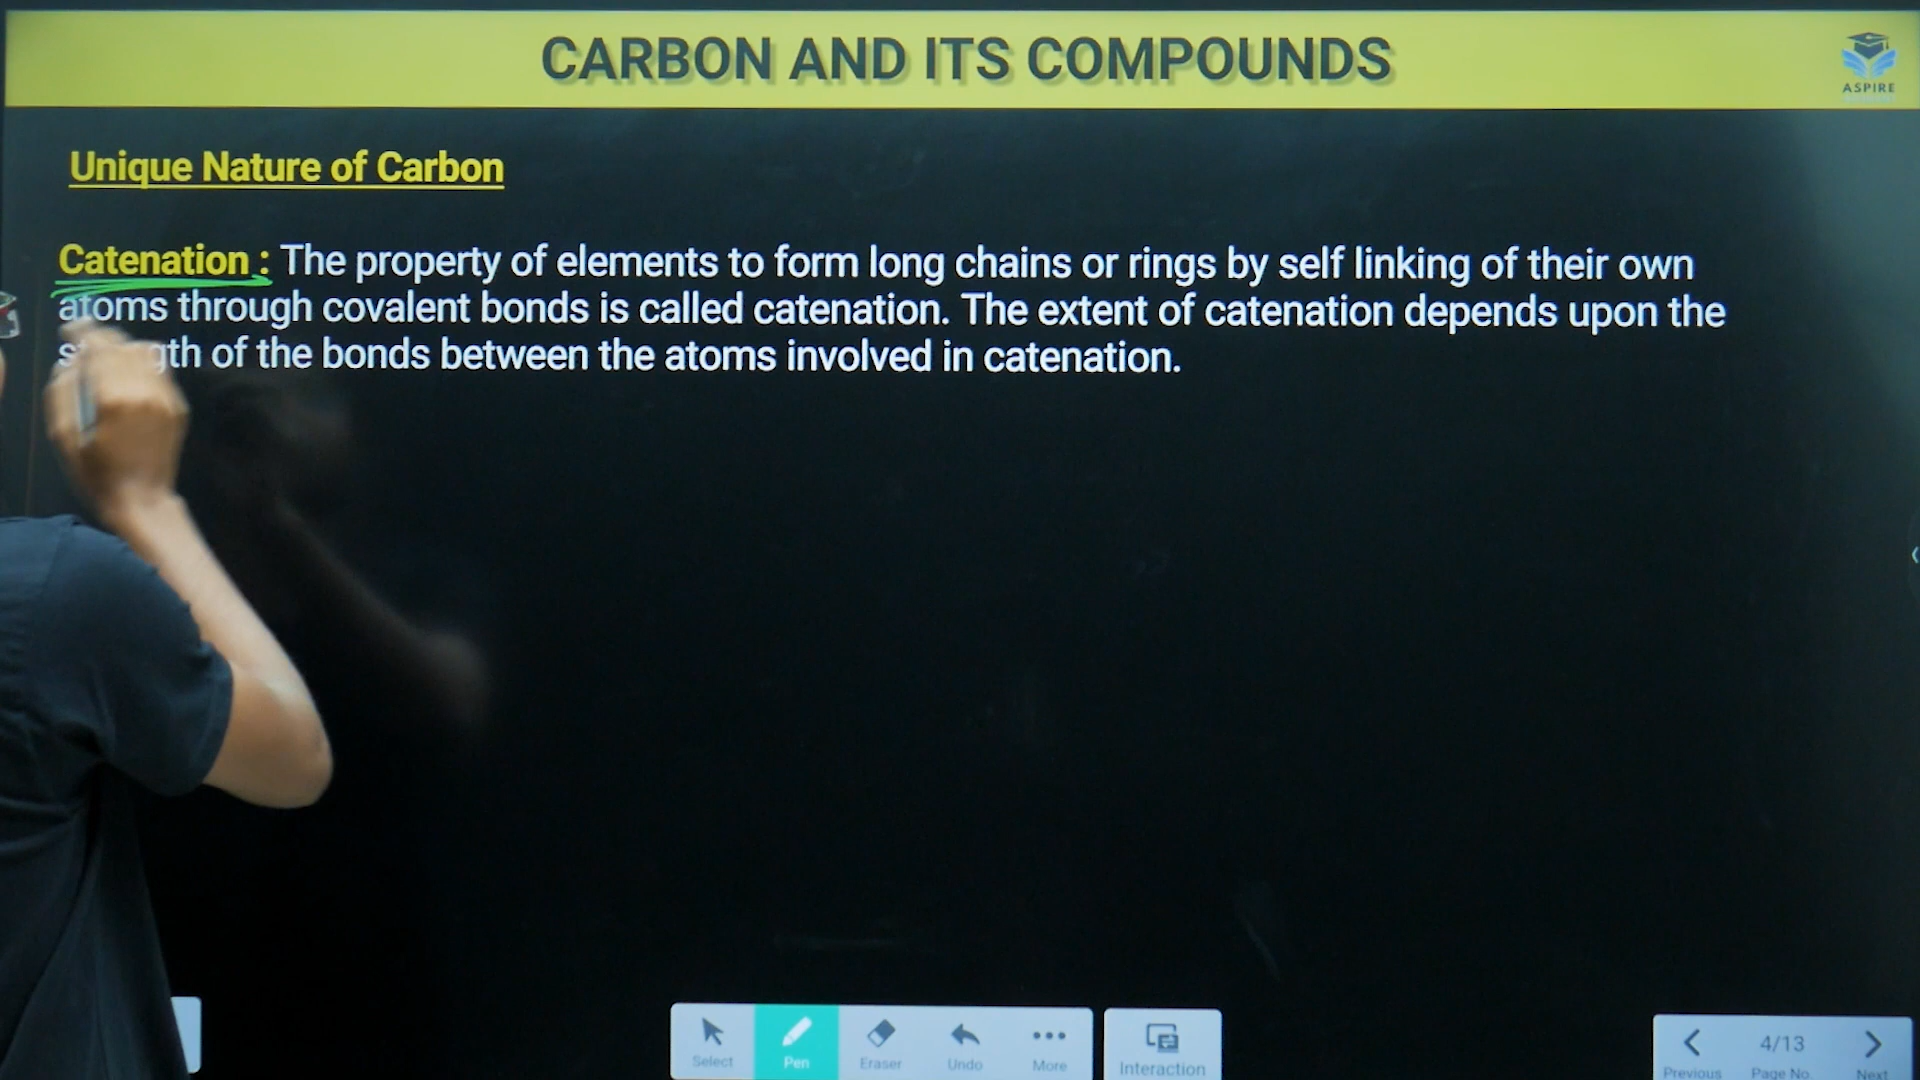 CARBON AND ITS COMPOUNDS
ASPIRE
Unique Nature of Carbon
Catenation : The property of elements to form long chains or rings by self linking of their own
atoms through covalent bonds is called catenation. The extent of catenation depends upon the
of the bonds between the atoms involved in catenation.
Select
Pen
Eraser
Undo
More
Interaction
4/13
Previous
Page No.
Next